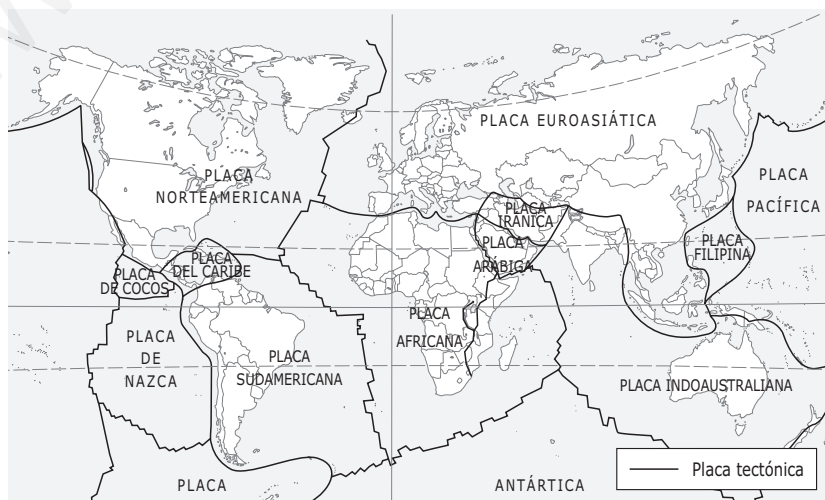 PLACA EUROASIÁTICA
PLACA
NORTEAMERICANA
PLACA
PACÍFICA
PLACA
IRÁNICA
PLACA
ARÁBIGA
PLACA
FILIPINA
PLACA
DEL CARIBE
PLACA
DE COCOS
PLACA
AFRICANA
PLACA
DE
NAZCA
PLACA
SUDAMERICANA
PLACA INDOAUSTRALIANA
PLACA
ANTÁRTICA
Placa tectónica